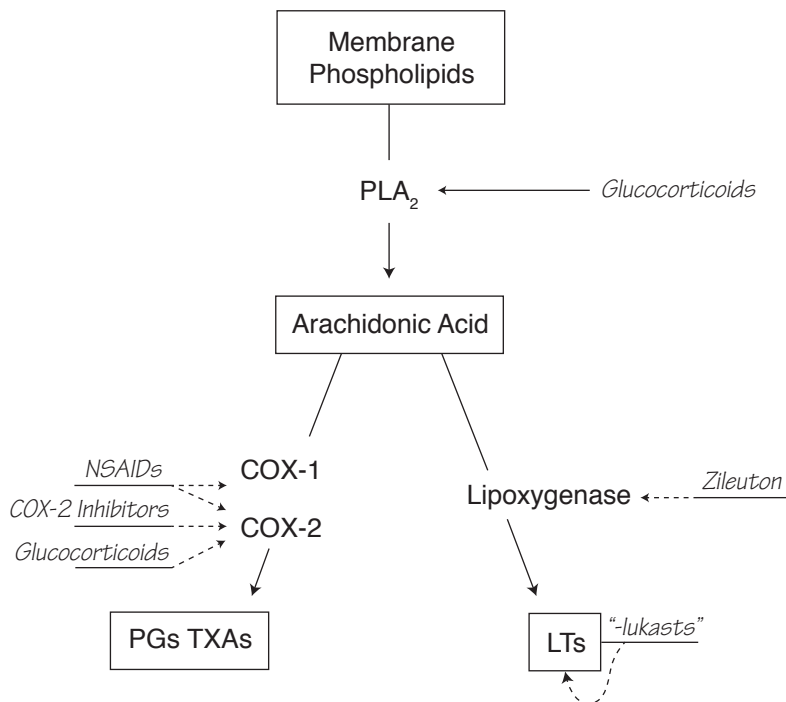 Membrane
Phospholipids
PLA₂
Glucocorticoids
Arachidonic Acid
NSAIDs
COX-1
COX-2 Inhibitors
COX-2
Glucocorticoids
Lipoxygenase
Zileuton
PGs TXAs
LTs
“-lukasts”